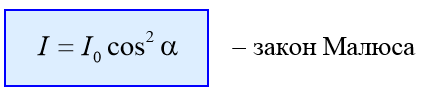 I = I₀ cos² α – закон Малюса